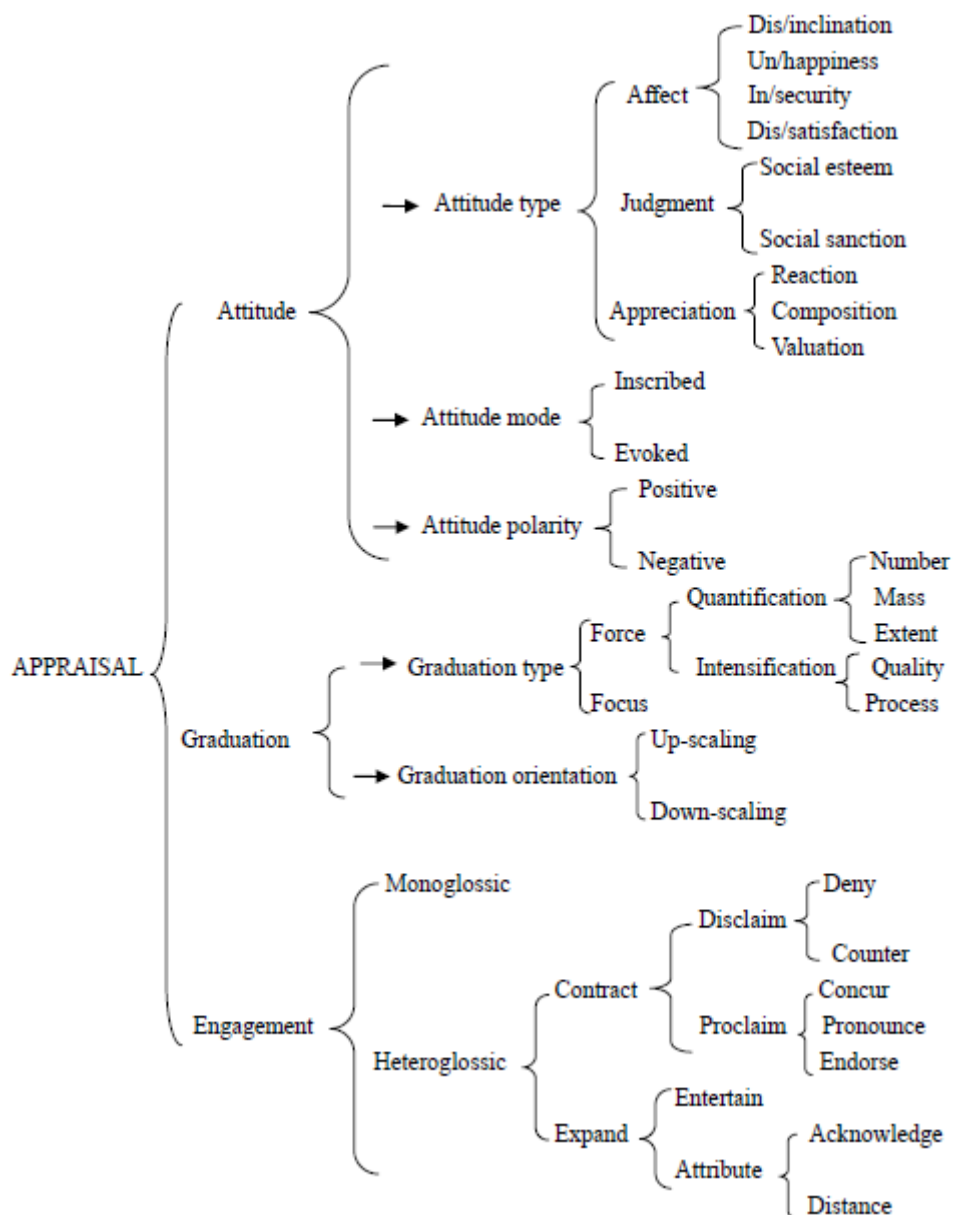 Dis/inclination
Un/happiness
Affect
In/security
Dis/satisfaction
Social esteem
Attitude type
Judgment
Social sanction
Reaction
Attitude
Appreciation
Composition
Valuation
Inscribed
Attitude mode
Evoked
Positive
Attitude polarity
Negative
Number
Quantification
Mass
Force
Extent
APPRAISAL
Graduation type
Intensification
Quality
Focus
Process
Graduation
Up-scaling
Graduation orientation
Down-scaling
Monoglossic
Deny
Disclaim
Counter
Contract
Concur
Engagement
Proclaim
Pronounce
Heteroglossic
Endorse
Entertain
Expand
Acknowledge
Attribute
Distance